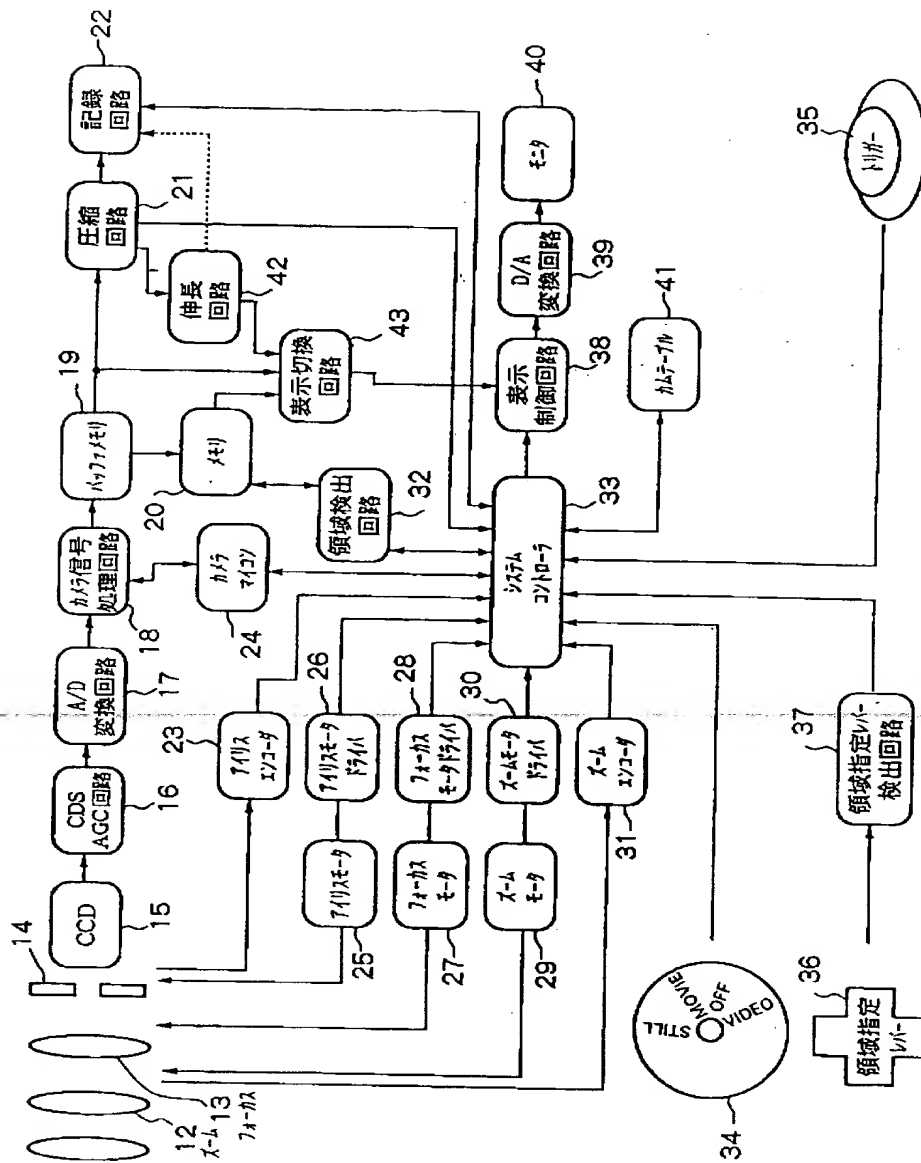 22
記録
回路
21
圧縮
回路
伸長
回路
42
19
バッファメモリ
43
表示切換
回路
20
メモリ
カメラ信号
処理回路
18
24
カメラ
マイコン
32
領域検出
回路
A/D
変換回路
17
CDS
AGC回路
16
14
CCD
15
23
アイリス
エンコーダ
26
アイリスモータ
ドライバ
アイリスモータ
25
28
フォーカス
モータドライバ
フォーカス
モータ
27
30
ズームモータ
ドライバ
ズーム
モータ
29
ズーム
エンコーダ
31
12
ズーム
13
フォーカス
33
システム
コントローラ
表示
制御回路
38
D/A
変換回路
39
40
モニタ
41
カムテーブル
35
トリガー
34
STILL
MOVIE
OFF
VIDEO
36
領域指定
レバー
37
領域指定レバー
検出回路